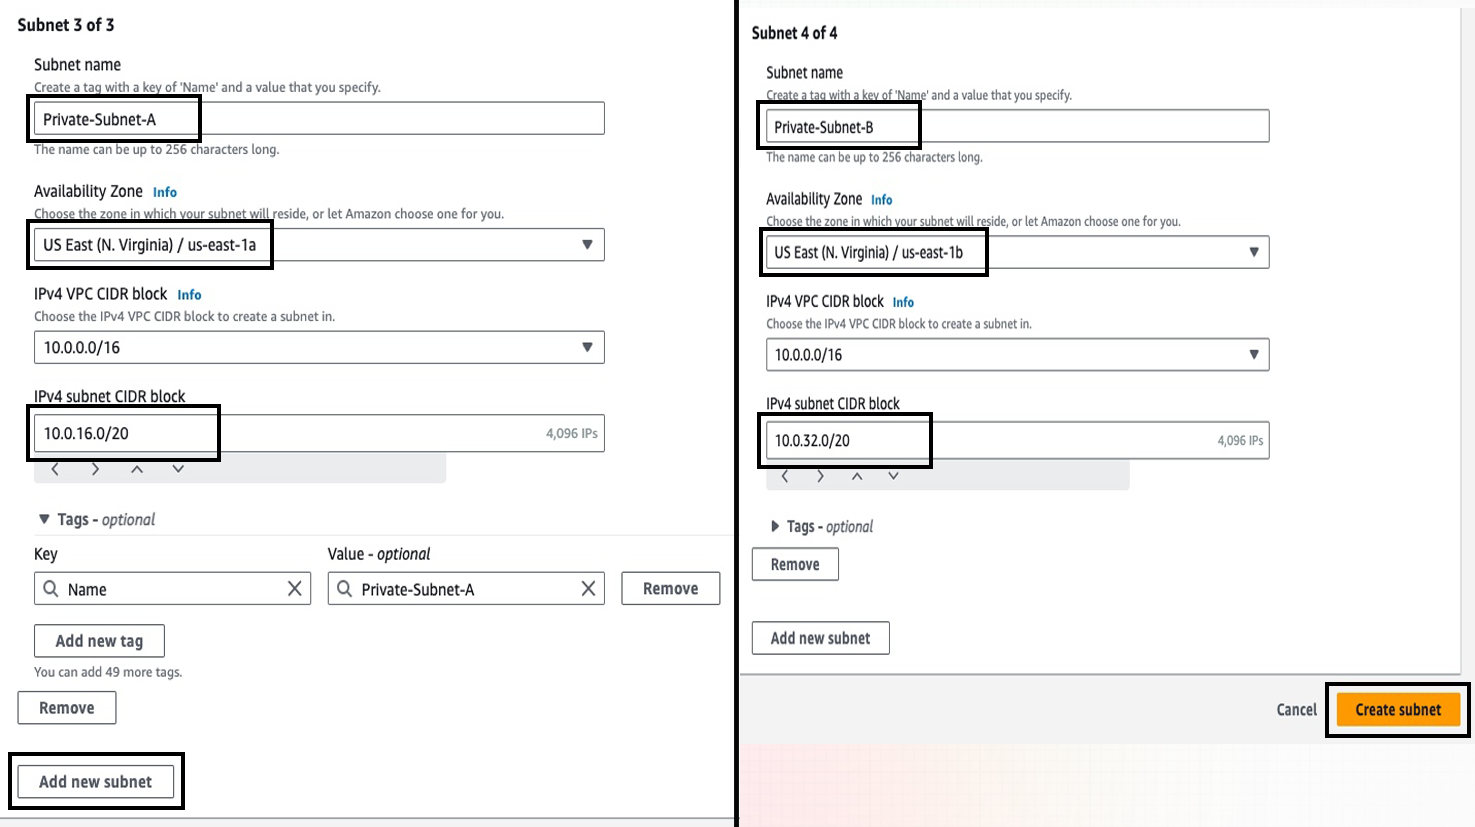 Subnet 3 of 3
Subnet name
Create a tag with a key of 'Name' and a value that you specify.
Private-Subnet-A
The name can be up to 256 characters long.
Availability Zone Info
Choose the zone in which your subnet will reside, or let Amazon choose one for you.
US East (N. Virginia) / us-east-1a
IPv4 VPC CIDR block Info
Choose the IPv4 VPC CIDR block to create a subnet in.
10.0.0.0/16
IPv4 subnet CIDR block
10.0.16.0/20 4,096 IPs
Tags - optional
Key Value - optional
Name Private-Subnet-A Remove
Add new tag
You can add 49 more tags.
Remove
Add new subnet
Subnet 4 of 4
Subnet name
Create a tag with a key of 'Name' and a value that you specify.
Private-Subnet-B
The name can be up to 256 characters long.
Availability Zone Info
Choose the zone in which your subnet will reside, or let Amazon choose one for you.
US East (N. Virginia) / us-east-1b
IPv4 VPC CIDR block Info
Choose the IPv4 VPC CIDR block to create a subnet in.
10.0.0.0/16
IPv4 subnet CIDR block
10.0.32.0/20 4,096 IPs
Tags - optional
Remove
Add new subnet
Cancel Create subnet